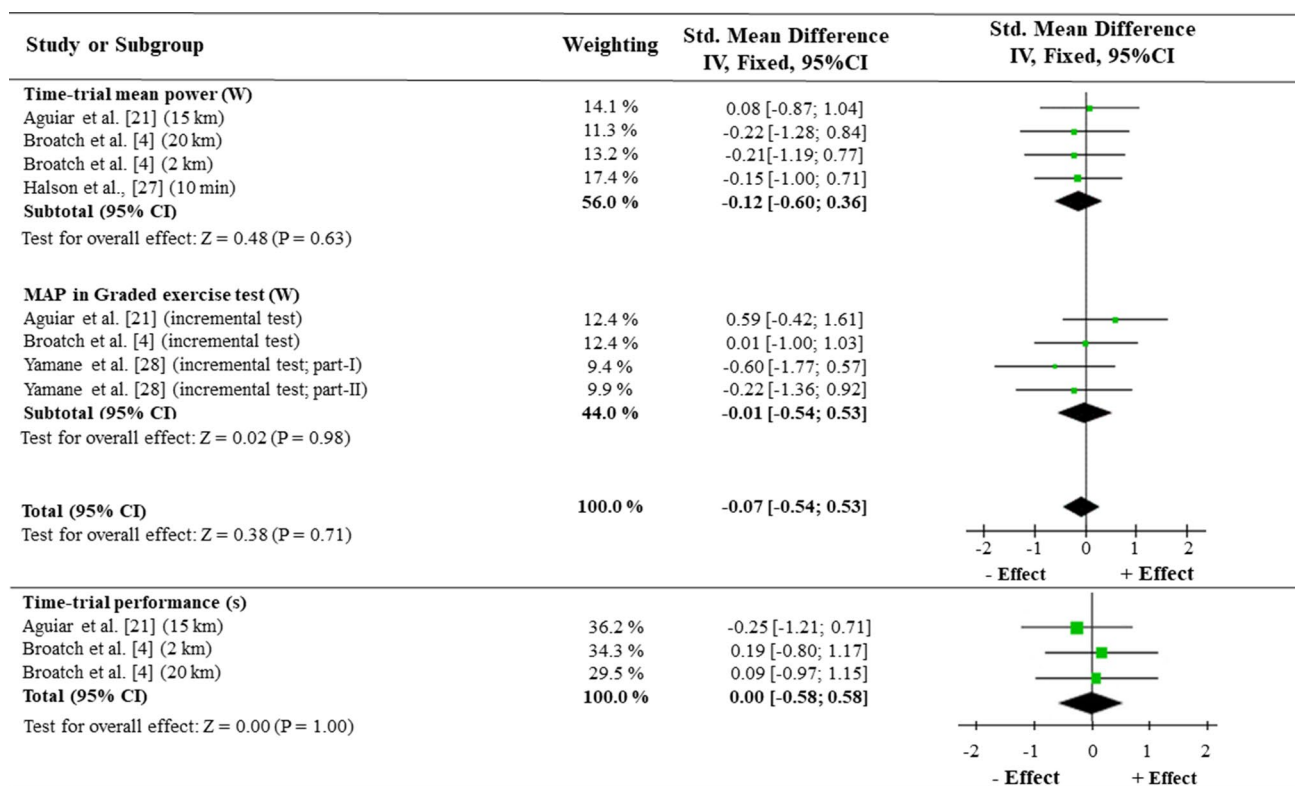 Study or Subgroup Weighting Std. Mean Difference IV, Fixed, 95%CI Std. Mean Difference IV, Fixed, 95%CI
Time-trial mean power (W)
Aguiar et al. [21] (15 km) 14.1 % 0.08 [-0.87; 1.04]
Broatch et al. [4] (20 km) 11.3 % -0.22 [-1.28; 0.84]
Broatch et al. [4] (2 km) 13.2 % -0.21[-1.19; 0.77]
Halson et al., [27] (10 min) 17.4 % -0.15 [-1.00; 0.71]
Subtotal (95% CI) 56.0 % -0.12 [-0.60; 0.36]
Test for overall effect: Z = 0.48 (P = 0.63)
MAP in Graded exercise test (W)
Aguiar et al. [21] (incremental test) 12.4 % 0.59 [-0.42; 1.61]
Broatch et al. [4] (incremental test) 12.4 % 0.01 [-1.00; 1.03]
Yamane et al. [28] (incremental test; part-I) 9.4 % -0.60 [-1.77; 0.57]
Yamane et al. [28] (incremental test; part-II) 9.9 % -0.22 [-1.36; 0.92]
Subtotal (95% CI) 44.0 % -0.01 [-0.54; 0.53]
Test for overall effect: Z = 0.02 (P = 0.98)
Total (95% CI) 100.0 % -0.07 [-0.54; 0.53]
Test for overall effect: Z = 0.38 (P = 0.71)
-2 -1 0 1 2
- Effect + Effect
Time-trial performance (s)
Aguiar et al. [21] (15 km) 36.2 % -0.25 [-1.21; 0.71]
Broatch et al. [4] (2 km) 34.3 % 0.19 [-0.80; 1.17]
Broatch et al. [4] (20 km) 29.5 % 0.09 [-0.97; 1.15]
Total (95% CI) 100.0 % 0.00 [-0.58; 0.58]
Test for overall effect: Z = 0.00 (P = 1.00)
-2 -1 0 1 2
- Effect + Effect